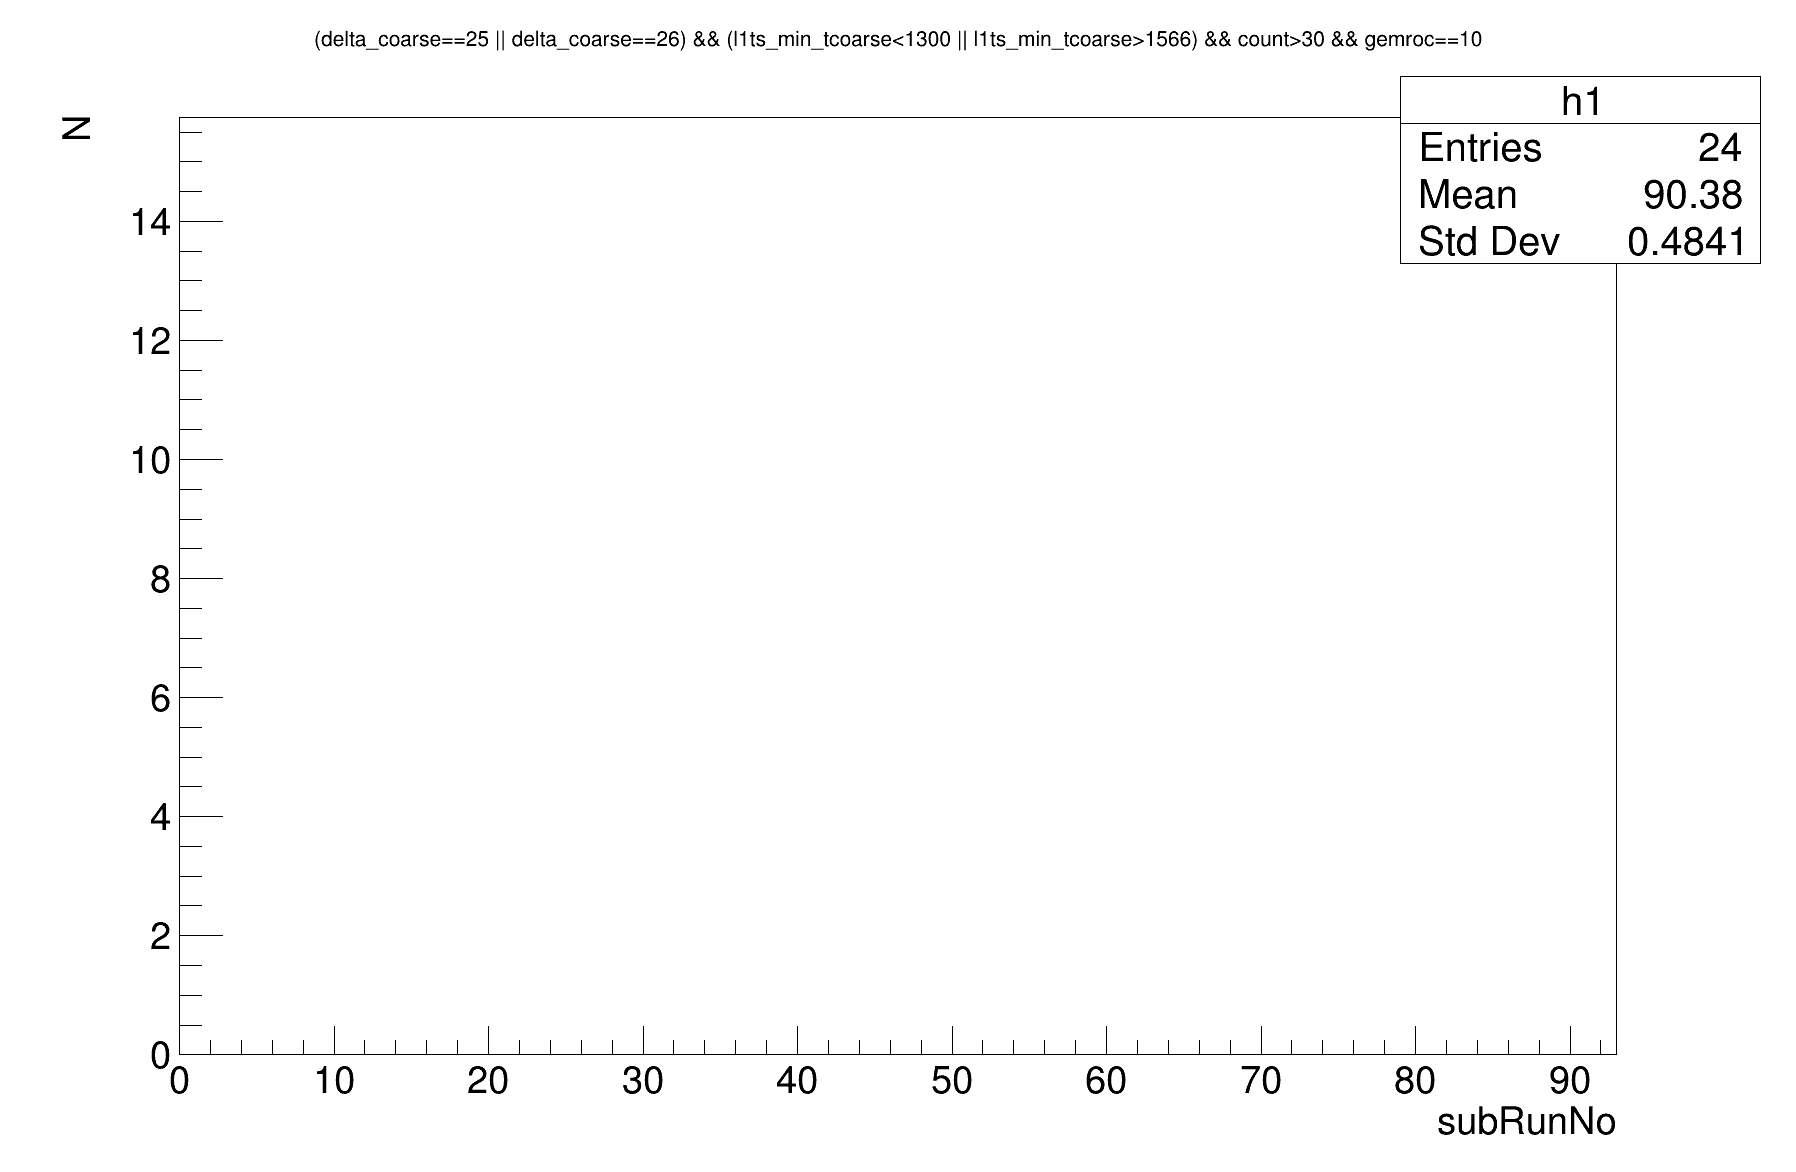 (delta_coarse==25 || delta_coarse==26) && (l1ts_min_tcoarse<1300 || l1ts_min_tcoarse>1566) && count>30 && gemroc==10
h1
Entries 24
Mean 90.38
Std Dev 0.4841
N
14
12
10
8
6
4
2
0
0 10 20 30 40 50 60 70 80 90
subRunNo